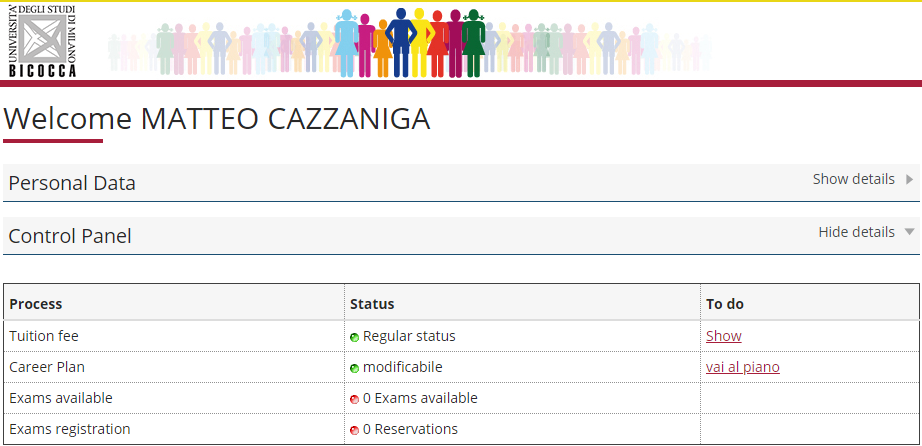 UNIVERSITA'
DEGLI STUDI
DI MILANO
BICOCCA
Welcome MATTEO CAZZANIGA
Personal Data Show details
Control Panel Hide details
Process Status To do
Tuition fee Regular status Show
Career Plan modificabile vai al piano
Exams available 0 Exams available
Exams registration 0 Reservations